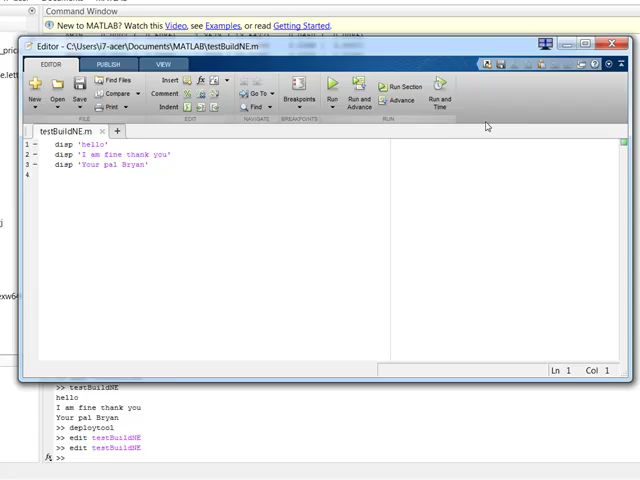 New to MATLAB? Watch this Video, see Examples, or read Getting Started.
Command Window
Editor - C:\Users\i7-acer\Documents\MATLAB\testBuildNE.m
EDITOR
PUBLISH
VIEW
New
Open
Save
Find Files
Compare
Print
FILE
Insert
Comment
Indent
EDIT
Go To
Find
NAVIGATE
Breakpoints
BREAKPOINTS
Run
Run and
Advance
Run Section
Advance
Run and
Time
RUN
testBuildNE.m
1 disp 'hello'
2 disp 'I am fine thank you'
3 disp 'Your pal Bryan'
4
Ln 1 Col 1
>> testBuildNE
hello
I am fine thank you
Your pal Bryan
>> deploytool
>> edit testBuildNE
>> edit testBuildNE
fx >>